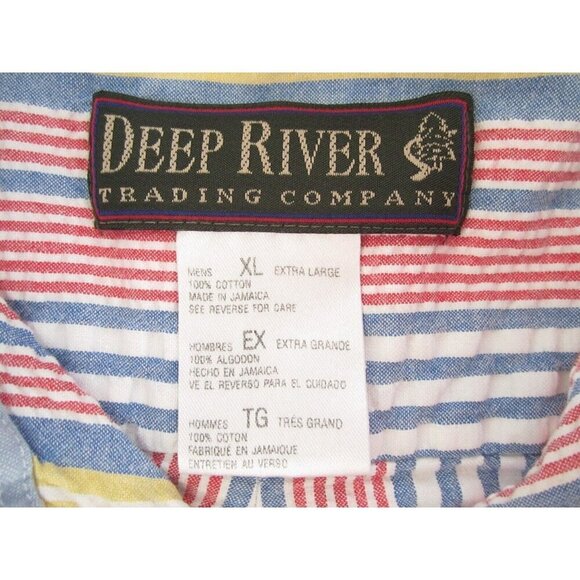 DEEP RIVER
TRADING COMPANY
MENS XL EXTRA LARGE
100% COTTON
MADE IN JAMAICA
SEE REVERSE FOR CARE
HOMBRES EX EXTRA GRANDE
100% ALGODON
HECHO EN JAMAICA
VE EL REVERSO PARA EL CUIDADO
HOMMES TG TRÉS GRAND
100% COTON
FABRIQUÉ EN JAMAIQUE
ENTRETIEN AU VERSO